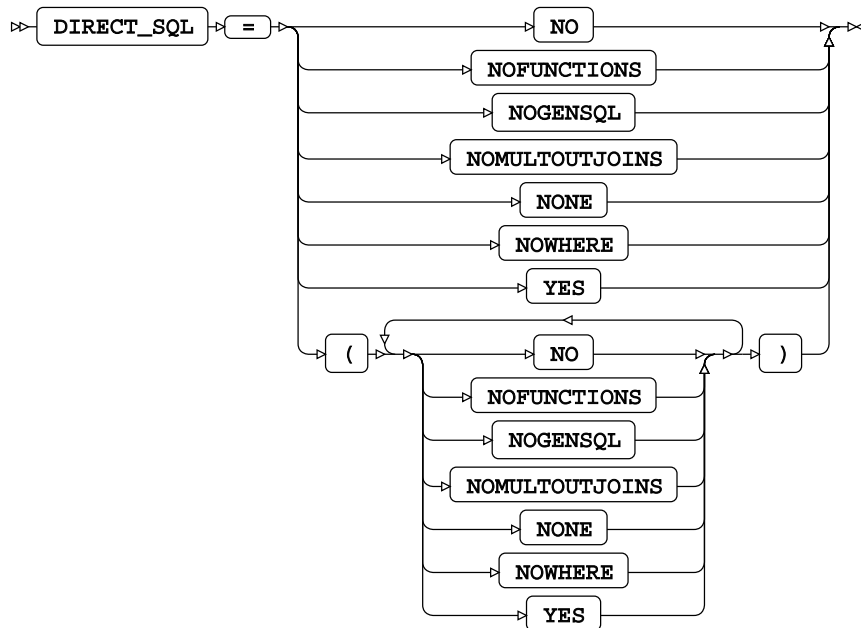 DIRECT_SQL = NO
NOFUNCTIONS
NOGENSQL
NOMULTOUTJOINS
NONE
NOWHERE
YES
( NO )
NOFUNCTIONS
NOGENSQL
NOMULTOUTJOINS
NONE
NOWHERE
YES